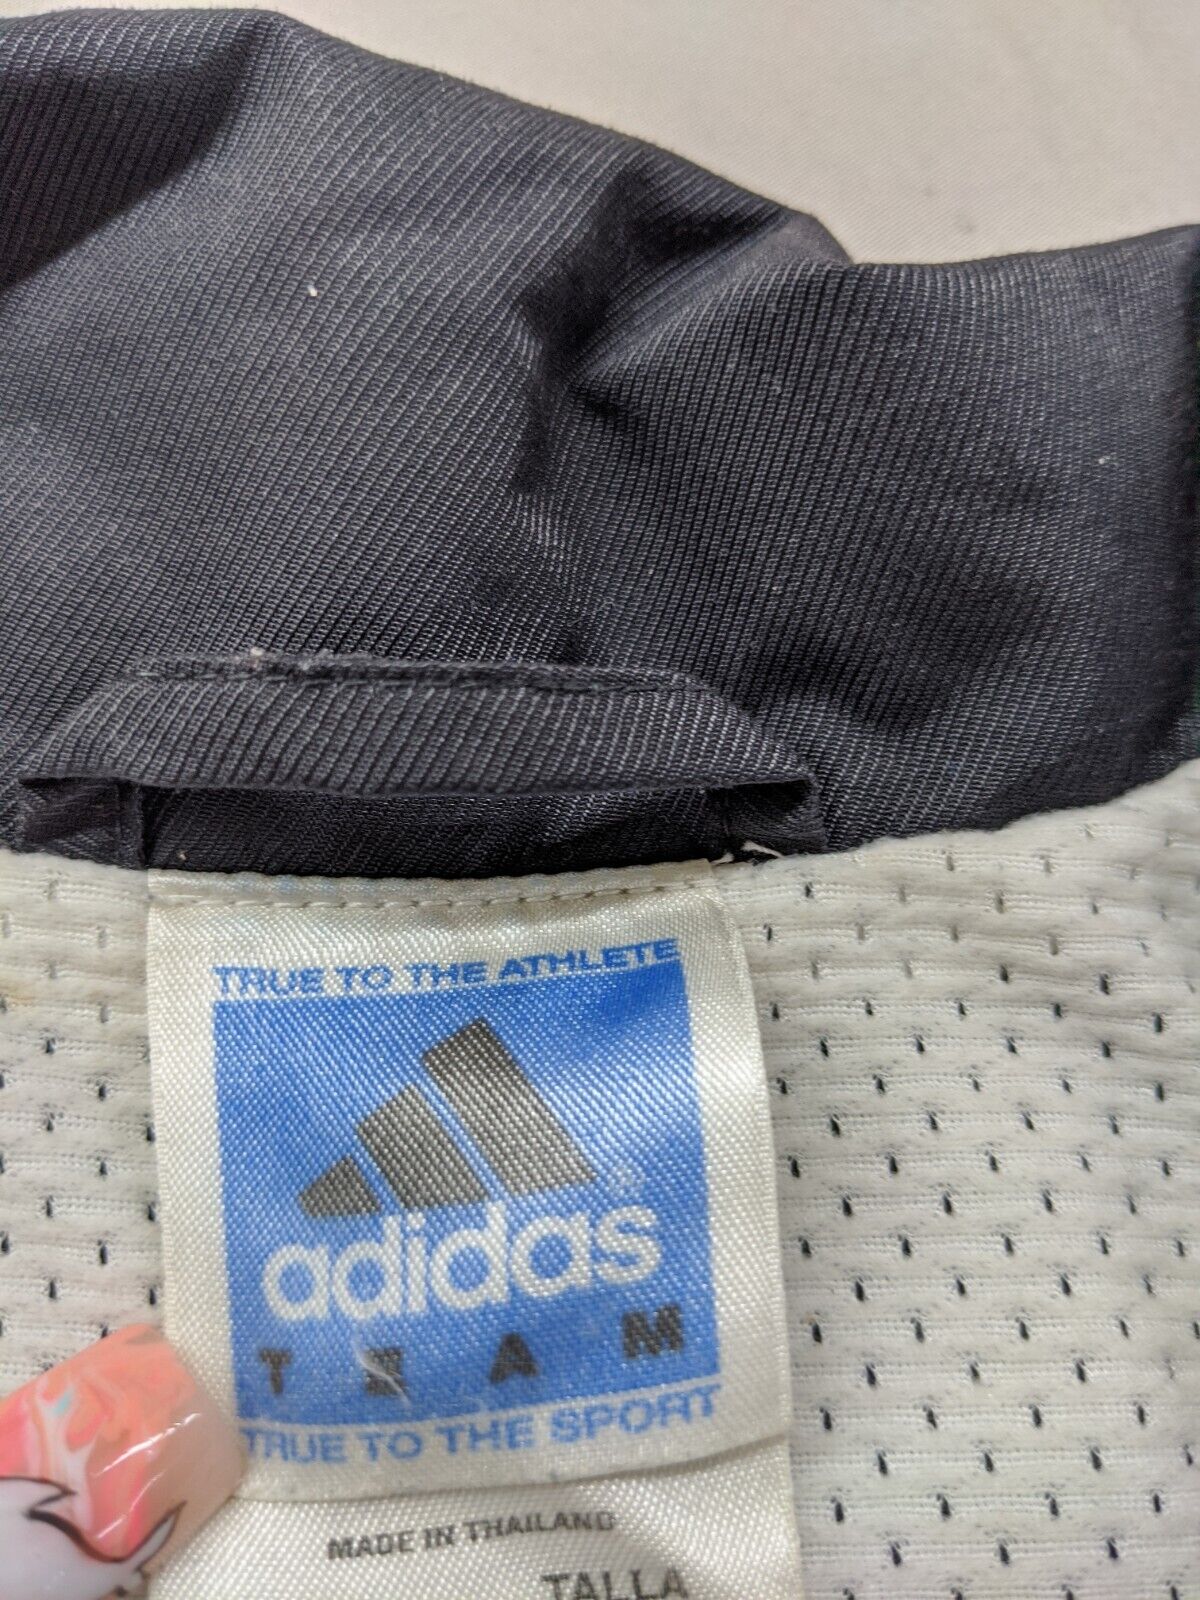 TRUE TO THE ATHLETE
adidas®
TEAM
TRUE TO THE SPORT
MADE IN THAILAND
TALLA